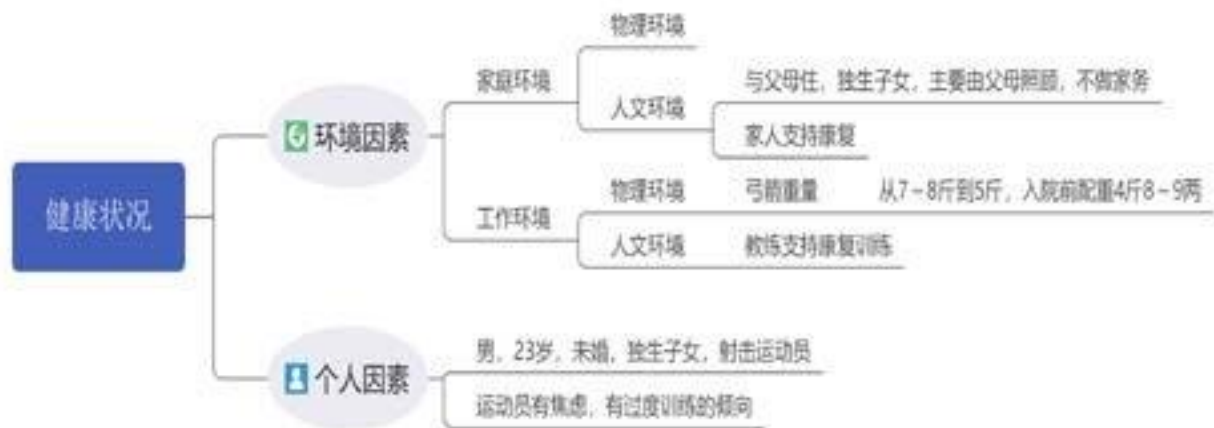 物理环境
家庭环境
与父母住，独生子女，主要由父母照顾，不做家务
人文环境
家人支持康复
环境因素
物理环境
弓箭重量
从7～8斤到5斤，入院前配重4斤8～9两
工作环境
人文环境
教练支持康复训练
健康状况
个人因素
男，23岁，未婚，独生子女，射击运动员
运动员有焦虑，有过度训练的倾向